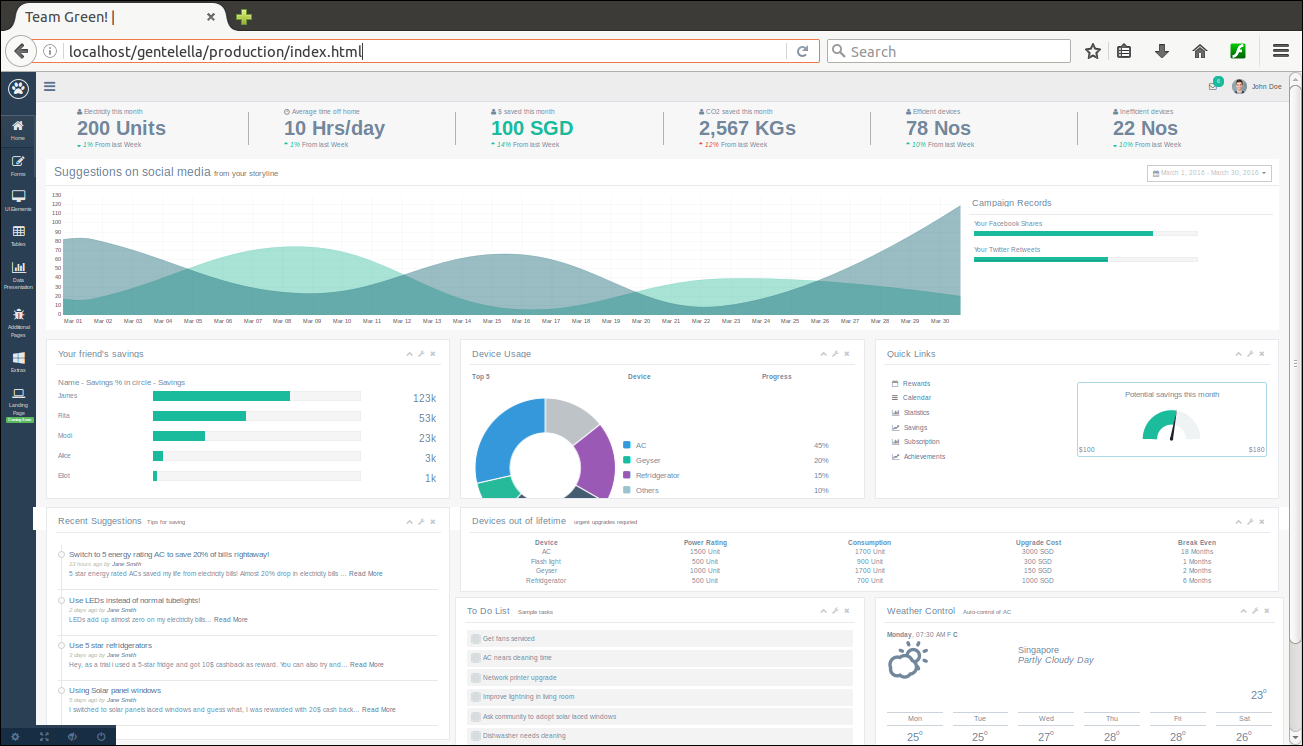 Team Green! |
localhost/gentelella/production/index.html
Search
6
John Doe
Home
Forms
UI Elements
Tables
Data
Presentation
Additional
Pages
Extras
Landing
Page
Electricity this month
200 Units
1% From last Week
Average time off home
10 Hrs/day
1% From last Week
$ saved this month
100 SGD
14% From last Week
CO2 saved this month
2,567 KGs
12% From last Week
Efficient devices
78 Nos
10% From last Week
Inefficient devices
22 Nos
10% From last Week
Suggestions on social media from your storyline
March 1, 2016 - March 30, 2016
130
120
110
100
90
80
70
60
50
40
30
20
10
0
Mar 01 Mar 02 Mar 03 Mar 04 Mar 05 Mar 06 Mar 07 Mar 08 Mar 09 Mar 10 Mar 11 Mar 12 Mar 13 Mar 14 Mar 15 Mar 16 Mar 17 Mar 18 Mar 19 Mar 20 Mar 21 Mar 22 Mar 23 Mar 24 Mar 25 Mar 26 Mar 27 Mar 28 Mar 29 Mar 30
Campaign Records
Your Facebook Shares
Your Twitter Retweets
Your friend's savings
Name - Savings % in circle - Savings
James 123k
Rita 53k
Modi 23k
Alice 3k
Eliot 1k
Device Usage
Top 5 Device Progress
AC 45%
Geyser 20%
Refridgerator 15%
Others 10%
Quick Links
Rewards
Calendar
Statistics
Savings
Subscription
Achievements
Potential savings this month
$100 $180
Recent Suggestions Tips for saving
Switch to 5 energy rating AC to save 20% of bills rightaway!
13 hours ago by Jane Smith
5 star energy rated ACs saved my life from electricity bills! Almost 20% drop in electricity bills ... Read More
Use LEDs instead of normal tubelights!
2 days ago by Jane Smith
LEDs add up almost zero on my electricity bills... Read More
Use 5 star refridgerators
3 days ago by Jane Smith
Hey, as a trial i used a 5-star fridge and got 10$ cashback as reward. You can also try and... Read More
Using Solar panel windows
5 days ago by Jane Smith
I switched to solar panels laced windows and guess what, I was rewarded with 20$ cash back... Read More
Devices out of lifetime urgent upgrades requried
Device Power Rating Consumption Upgrade Cost Break Even
AC 1500 Unit 1700 Unit 3000 SGD 18 Months
Flash light 500 Unit 900 Unit 300 SGD 1 Months
Geyser 1000 Unit 1700 Unit 150 SGD 2 Months
Refridgerator 500 Unit 700 Unit 1000 SGD 6 Months
To Do List Sample tasks
Get fans serviced
AC nears cleaning time
Network printer upgrade
Improve lightning in living room
Ask community to adopt solar laced windows
Dishwasher needs cleaning
Weather Control Auto-control of AC
Monday, 07:30 AM F C
Singapore
Partly Cloudy Day
23°
Mon Tue Wed Thu Fri Sat
25° 25° 27° 28° 28° 26°